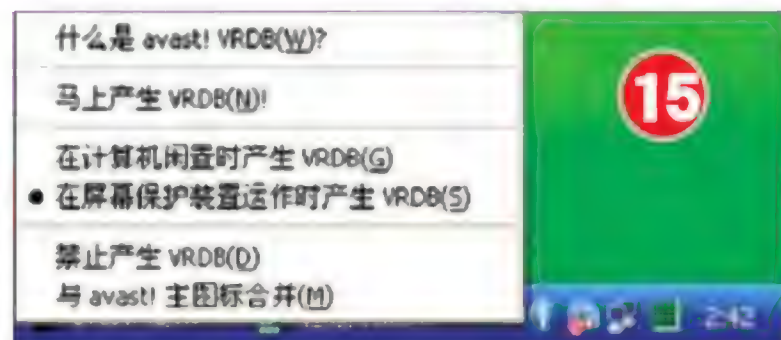 什么是 avast! VRDB(W)?
马上产生 VRDB(N)!
在计算机闲置时产生 VRDB(G)
在屏幕保护装置运作时产生 VRDB(S)
禁止产生 VRDB(D)
与 avast! 主图标合并(M)
15
2:42